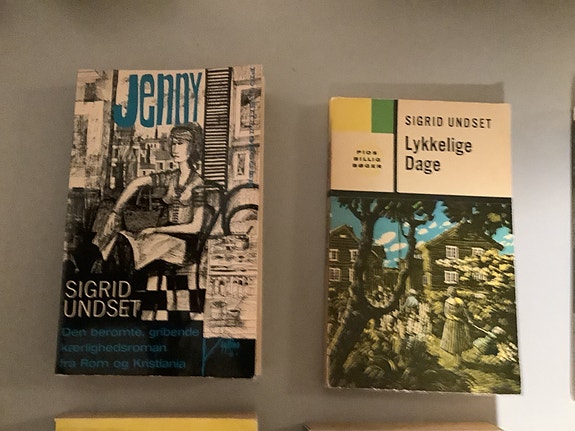 Jenny
SIGRID
UNDSET
Den berømte, gribende
kærlighedsroman
fra Rom og Kristiania
SIGRID UNDSET
Lykkelige
Dage
PIOS
BILLIG
BØGER